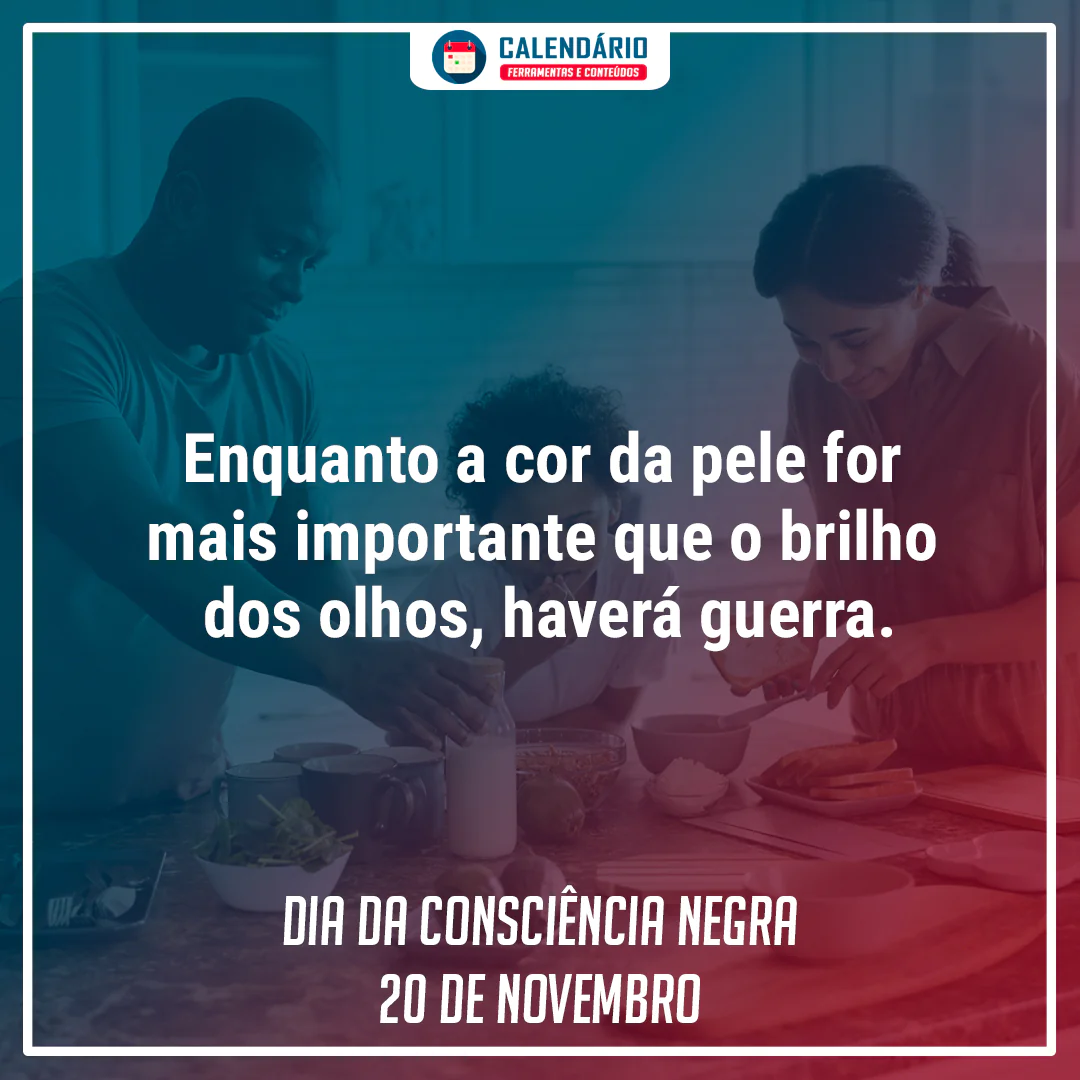 CALENDÁRIO
FERRAMENTAS E CONTEÚDOS
Enquanto a cor da pele for
mais importante que o brilho
dos olhos, haverá guerra.
DIA DA CONSCIÊNCIA NEGRA
20 DE NOVEMBRO